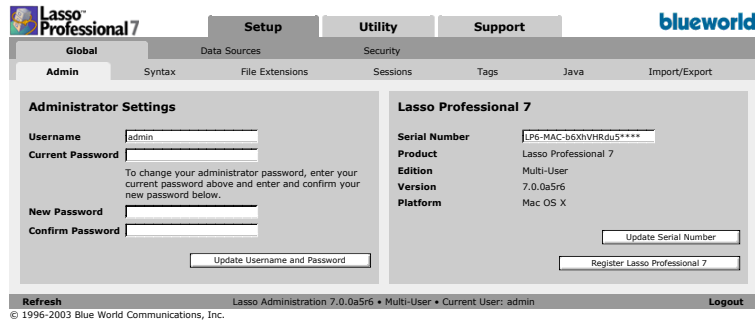 Lasso™
Professional 7
Setup Utility Support
blueworld
Global Data Sources Security
Admin Syntax File Extensions Sessions Tags Java Import/Export
Administrator Settings
Username admin
Current Password
To change your administrator password, enter your
current password above and enter and confirm your
new password below.
New Password
Confirm Password
Update Username and Password
Lasso Professional 7
Serial Number LP6-MAC-b6XhVHRdu5****
Product Lasso Professional 7
Edition Multi-User
Version 7.0.0a5r6
Platform Mac OS X
Update Serial Number
Register Lasso Professional 7
Refresh Lasso Administration 7.0.0a5r6 • Multi-User • Current User: admin Logout
© 1996-2003 Blue World Communications, Inc.